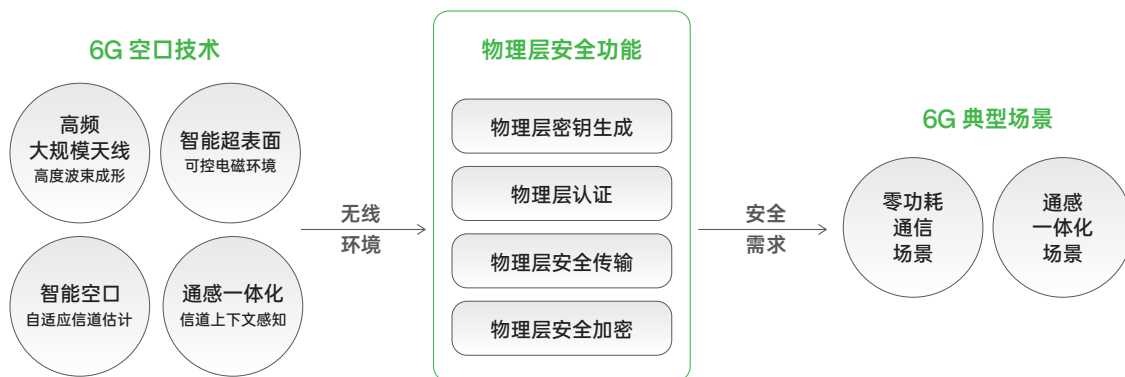 6G 空口技术
高频
大规模天线
高度波束成形
智能超表面
可控电磁环境
智能空口
自适应信道估计
通感一体化
信道上下文感知
无线
环境
物理层安全功能
物理层密钥生成
物理层认证
物理层安全传输
物理层安全加密
安全
需求
6G 典型场景
零功耗
通信
场景
通感
一体化
场景